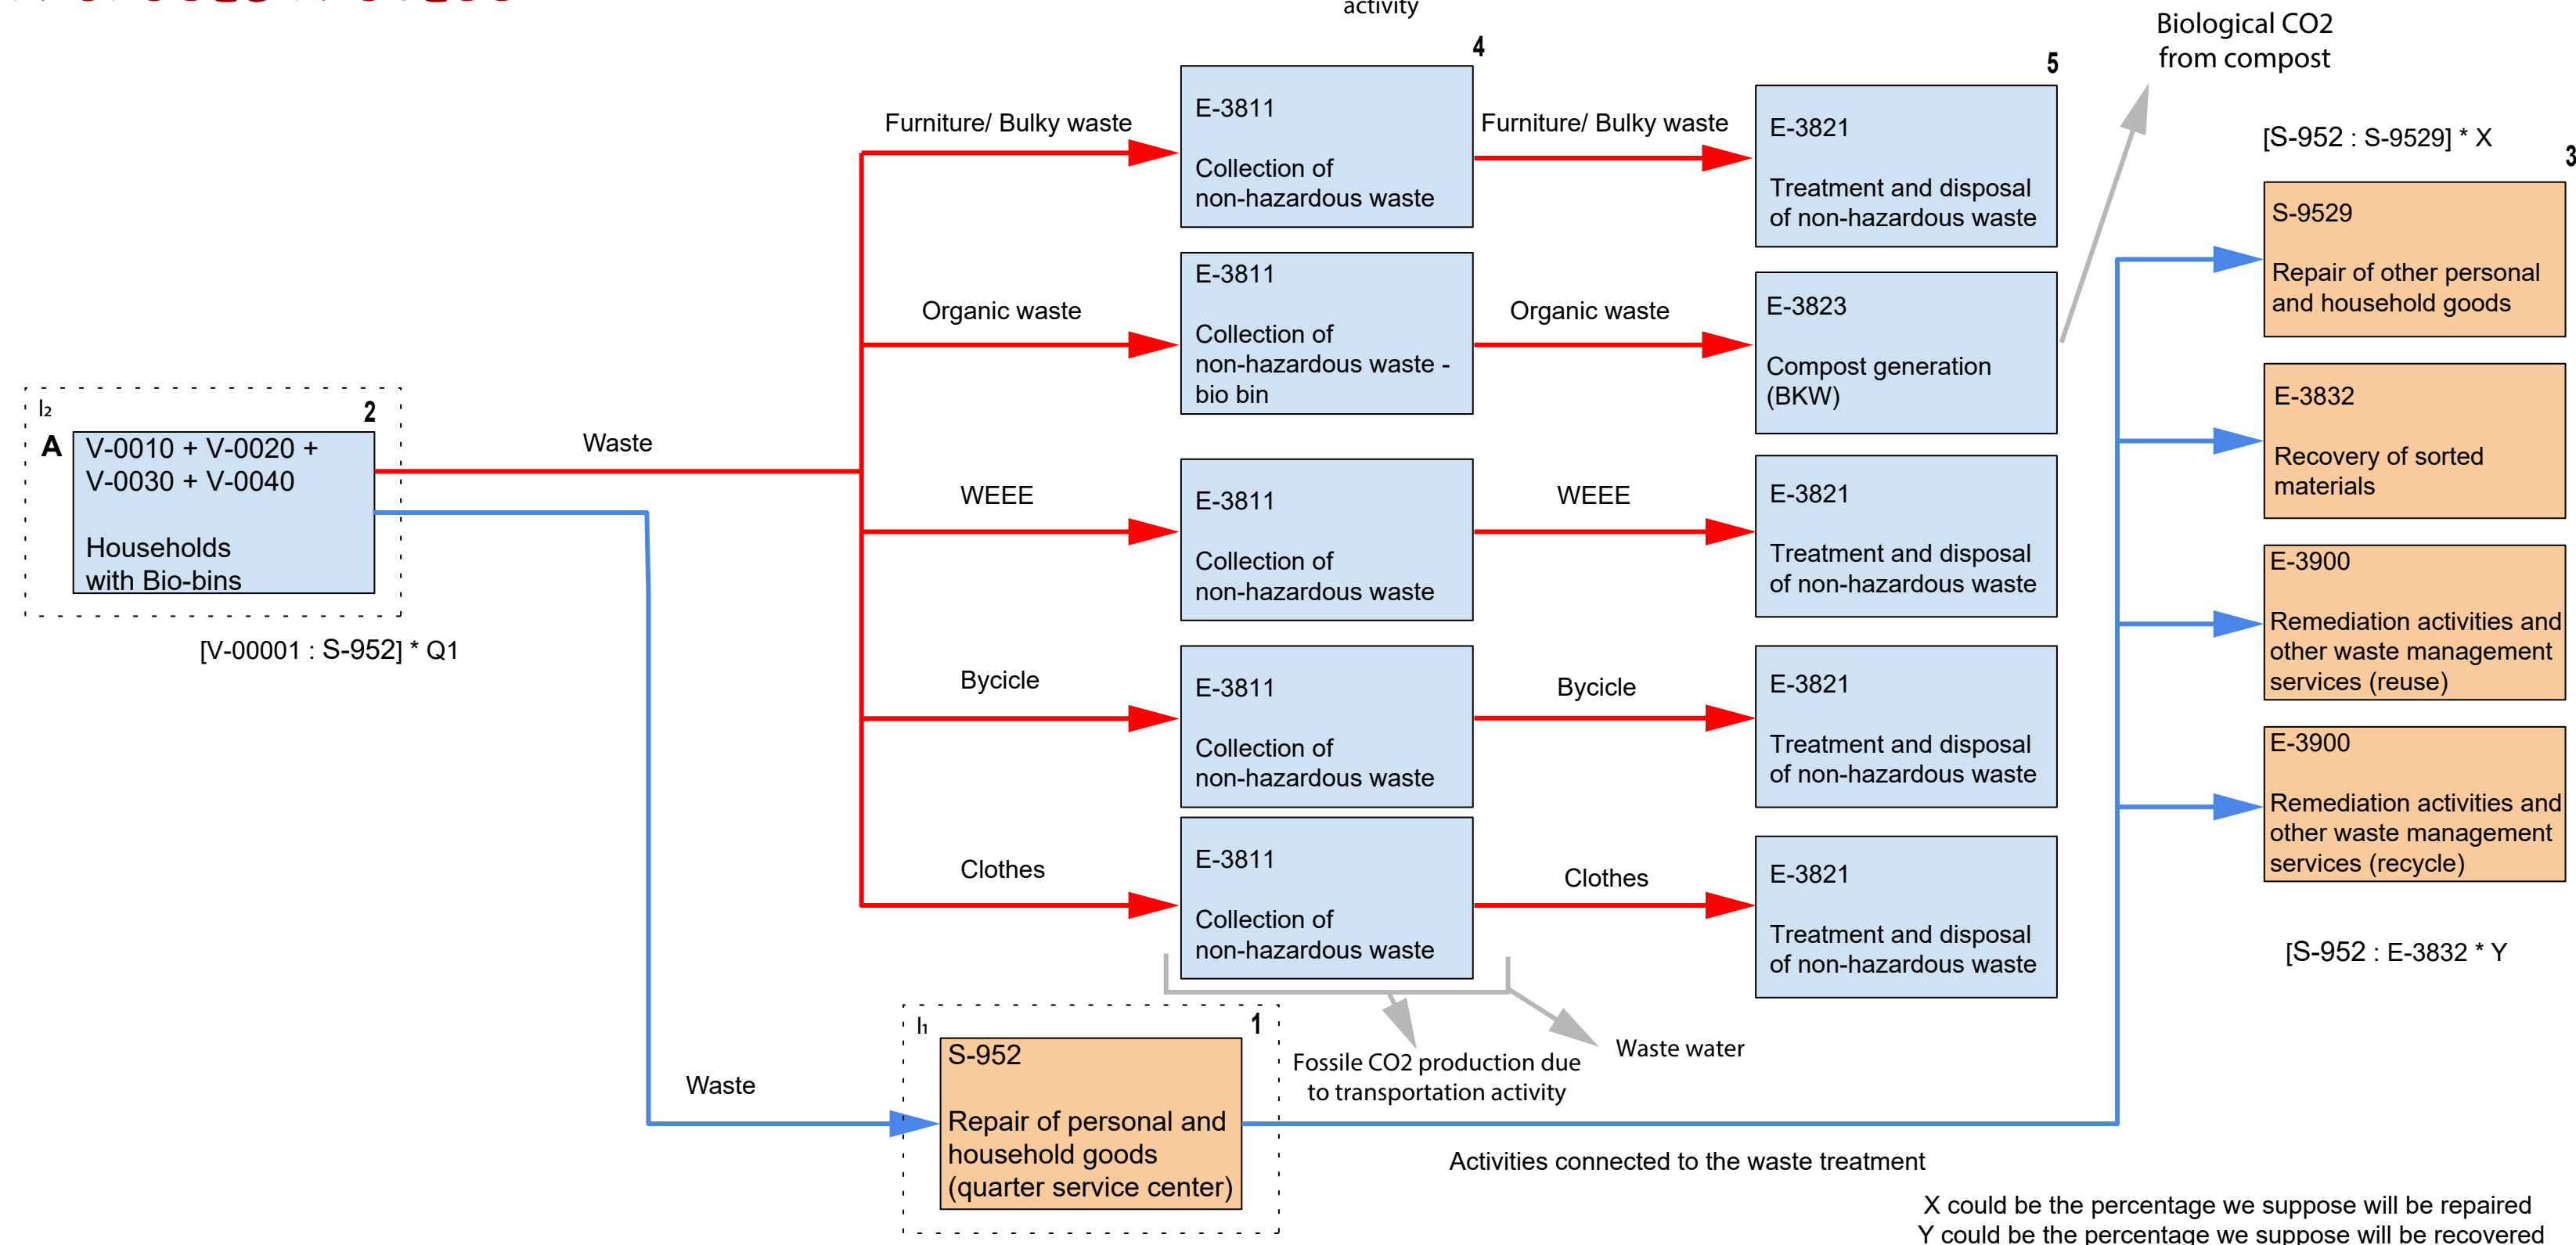 activity
Biological CO2
from compost
4
5
[S-952 : S-9529] * X
3
Furniture/ Bulky waste
E-3811
Collection of
non-hazardous waste
Furniture/ Bulky waste
E-3821
Treatment and disposal
of non-hazardous waste
S-9529
Repair of other personal
and household goods
Organic waste
E-3811
Collection of
non-hazardous waste -
bio bin
Organic waste
E-3823
Compost generation
(BKW)
E-3832
Recovery of sorted
materials
I₂
2
A
V-0010 + V-0020 +
V-0030 + V-0040
Households
with Bio-bins
Waste
[V-00001 : S-952] * Q1
WEEE
E-3811
Collection of
non-hazardous waste
WEEE
E-3821
Treatment and disposal
of non-hazardous waste
E-3900
Remediation activities and
other waste management
services (reuse)
Bycicle
E-3811
Collection of
non-hazardous waste
Bycicle
E-3821
Treatment and disposal
of non-hazardous waste
E-3900
Remediation activities and
other waste management
services (recycle)
Clothes
E-3811
Collection of
non-hazardous waste
Clothes
E-3821
Treatment and disposal
of non-hazardous waste
[S-952 : E-3832 * Y
I₁
1
S-952
Repair of personal and
household goods
(quarter service center)
Waste
Fossile CO2 production due
to transportation activity
Waste water
Activities connected to the waste treatment
X could be the percentage we suppose will be repaired
Y could be the percentage we suppose will be recovered